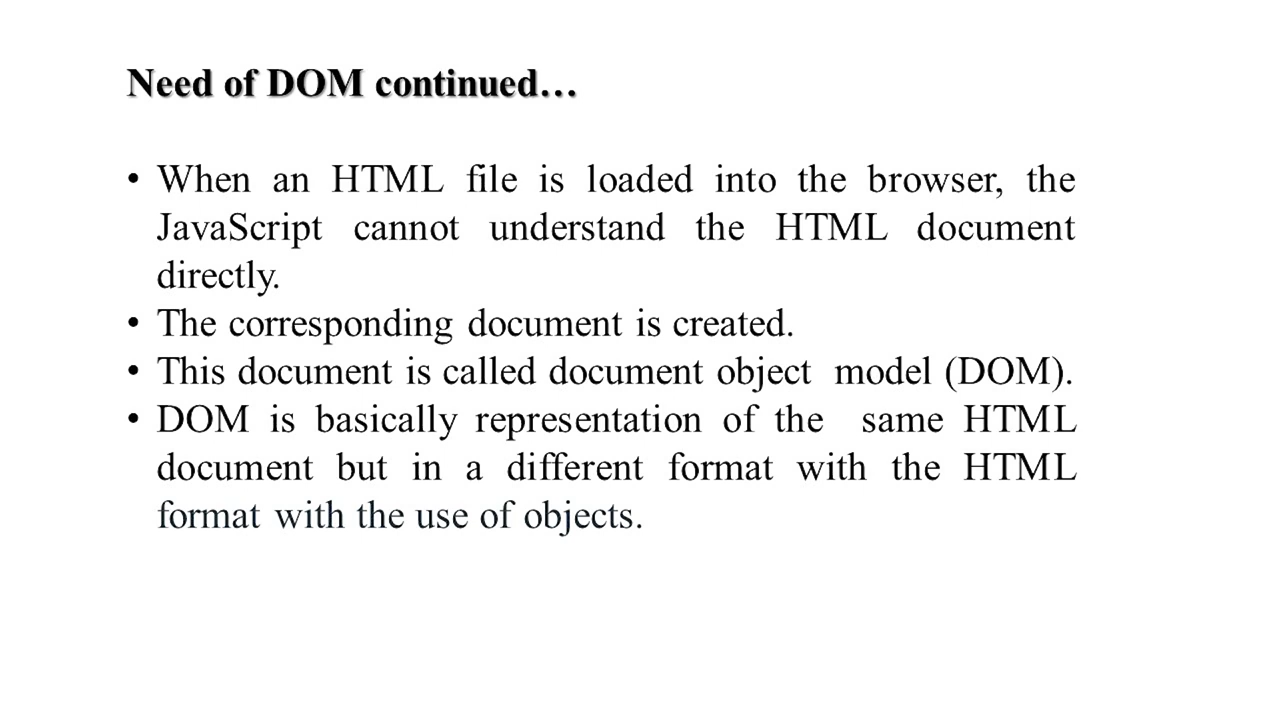 Need of DOM continued…
• When an HTML file is loaded into the browser, the
JavaScript cannot understand the HTML document
directly.
• The corresponding document is created.
• This document is called document object model (DOM).
• DOM is basically representation of the same HTML
document but in a different format with the HTML
format with the use of objects.